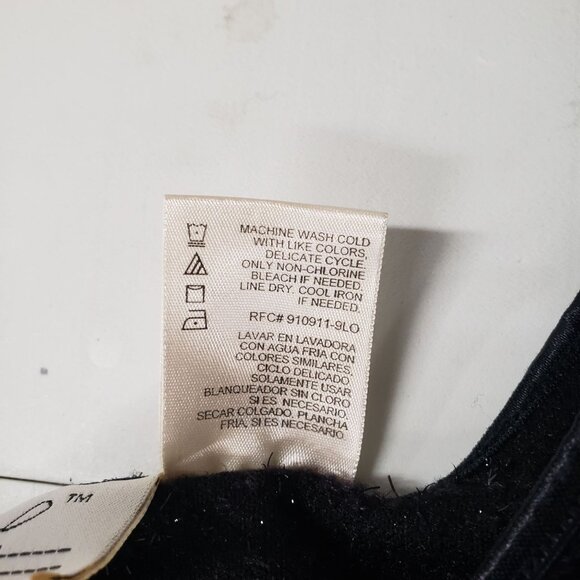 MACHINE WASH COLD
WITH LIKE COLORS,
DELICATE CYCLE.
ONLY NON-CHLORINE
BLEACH IF NEEDED.
LINE DRY. COOL IRON
IF NEEDED.
RFC# 910911-9LO
LAVAR EN LAVADORA
CON AGUA FRIA CON
COLORES SIMILARES,
CICLO DELICADO.
SOLAMENTE USAR
BLANQUEADOR SIN CLORO
SI ES NECESARIO.
SECAR COLGADO. PLANCHA
FRIA, SI ES NECESARIO.
TM